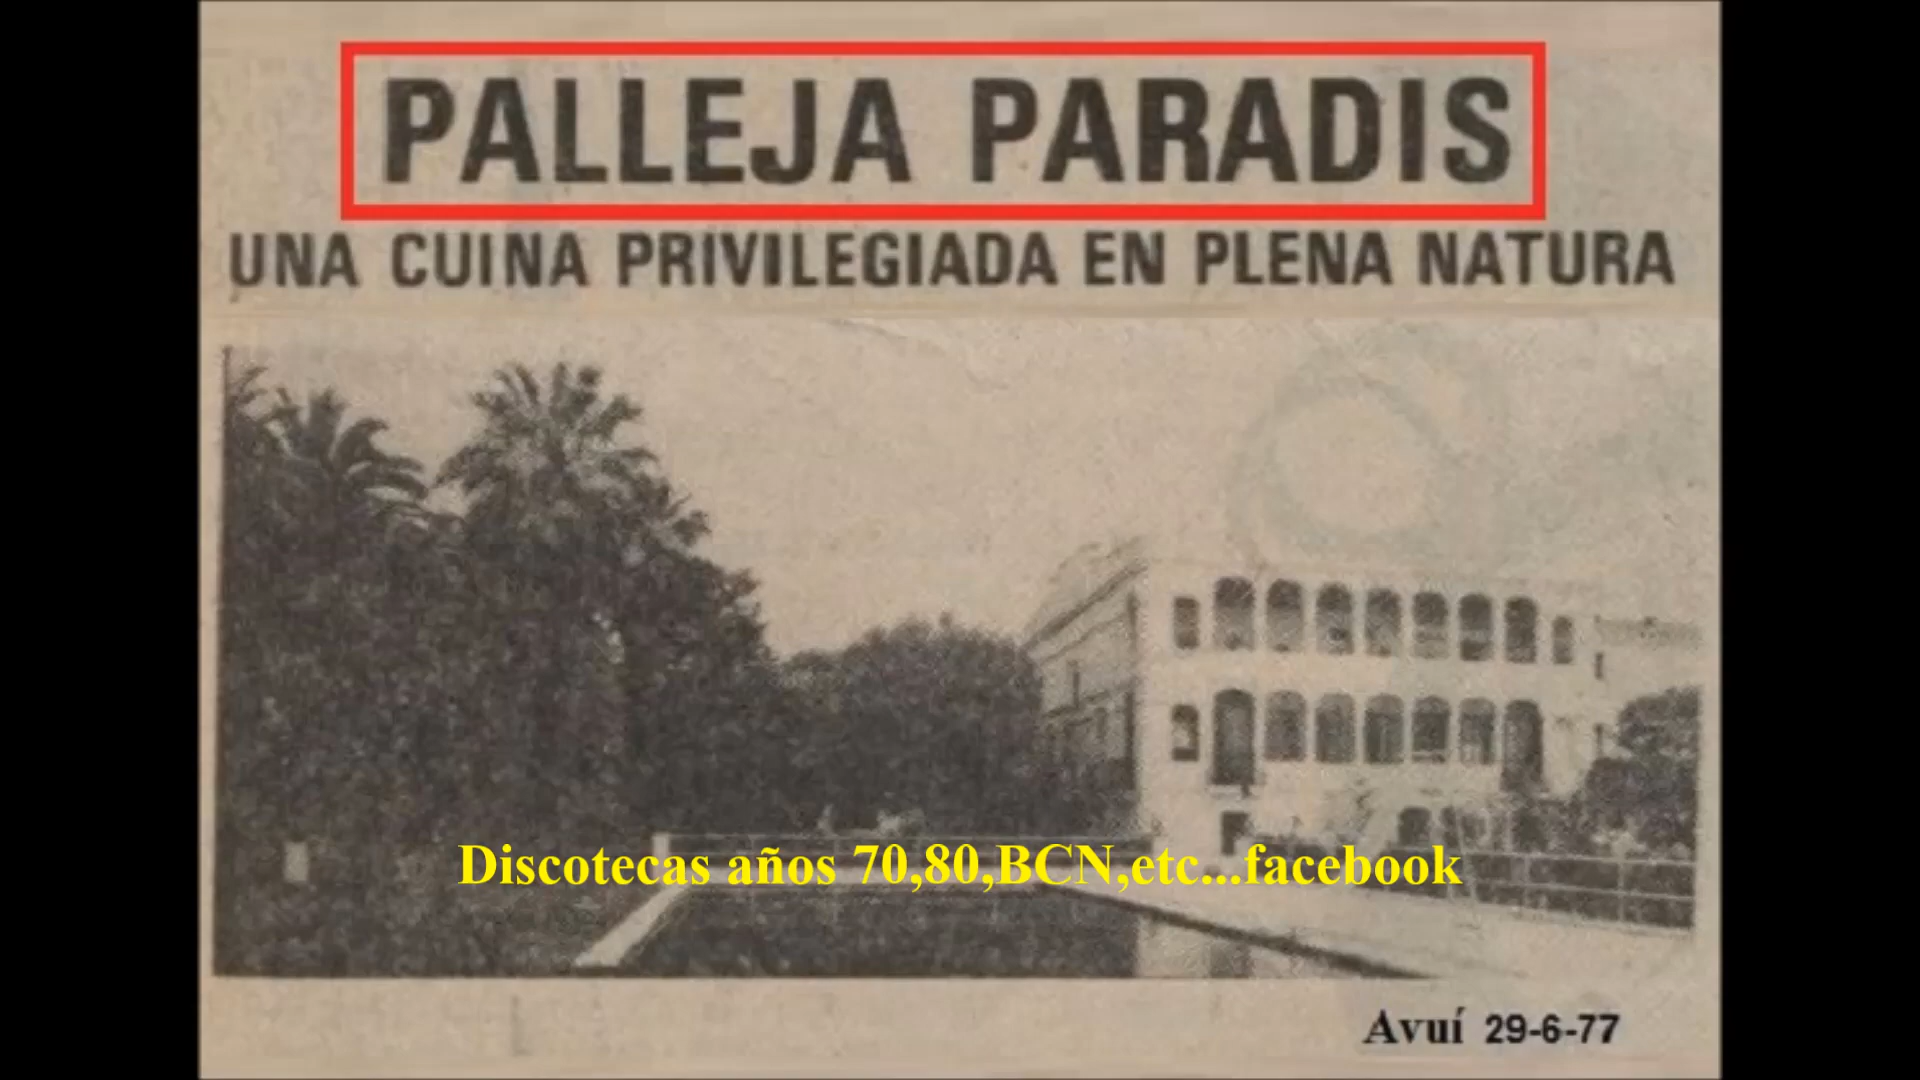 PALLEJA PARADIS
UNA CUINA PRIVILEGIADA EN PLENA NATURA
Discotecas años 70,80,BCN,etc...facebook
Avuí 29-6-77